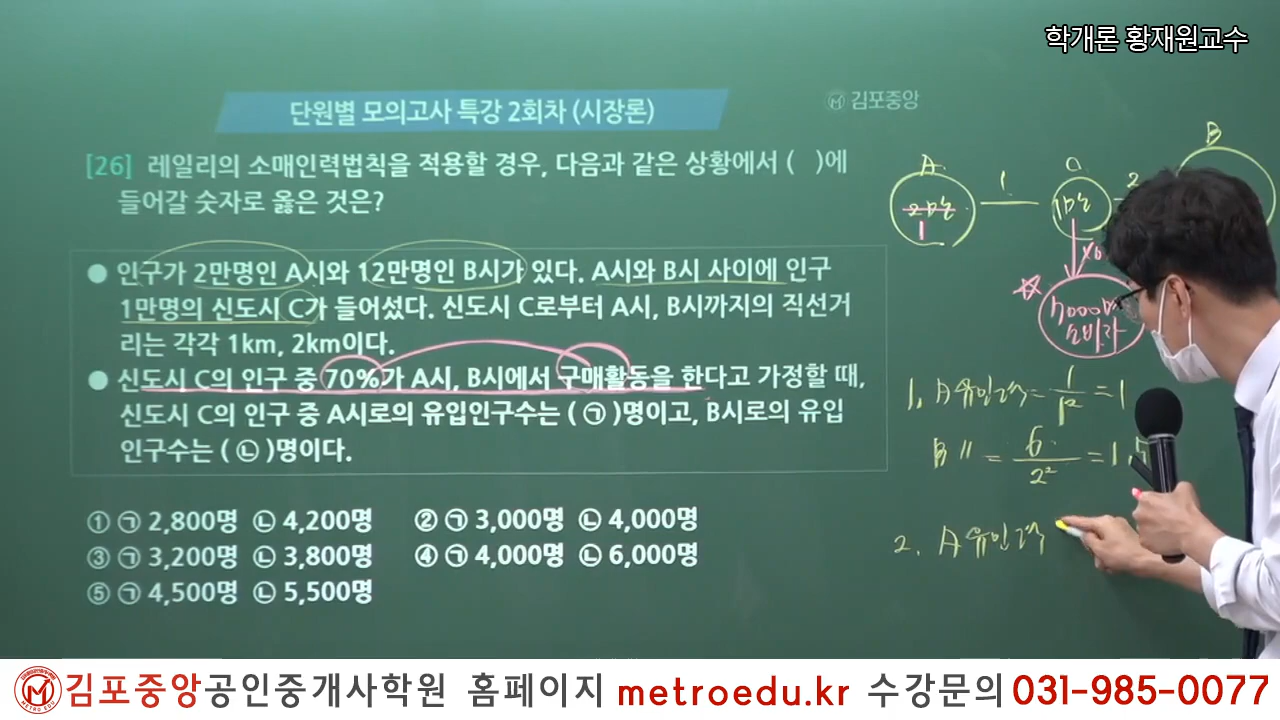 학개론 황재원교수
단원별 모의고사 특강 2회차 (시장론)
김포중앙
[26] 레일리의 소매인력법칙을 적용할 경우, 다음과 같은 상황에서 ( )에
들어갈 숫자로 옳은 것은?
● 인구가 2만명인 A시와 12만명인 B시가 있다. A시와 B시 사이에 인구
1만명의 신도시 C가 들어섰다. 신도시 C로부터 A시, B시까지의 직선거
리는 각각 1km, 2km이다.
● 신도시 C의 인구 중 70%가 A시, B시에서 구매활동을 한다고 가정할 때,
신도시 C의 인구 중 A시로의 유입인구수는 ( ㉠ )명이고, B시로의 유입
인구수는 ( ㉡ )명이다.
① ㉠ 2,800명 ㉡ 4,200명 ② ㉠ 3,000명 ㉡ 4,000명
③ ㉠ 3,200명 ㉡ 3,800명 ④ ㉠ 4,000명 ㉡ 6,000명
⑤ ㉠ 4,500명 ㉡ 5,500명
A C B
1 2
2만 1만
1
7000명
소비자
1. A유인력 = 1/1² = 1
B 〃 = 6/2² = 1.5
2. A유인력
김포중앙공인중개사학원 홈페이지 metroedu.kr 수강문의 031-985-0077
METRO EDU